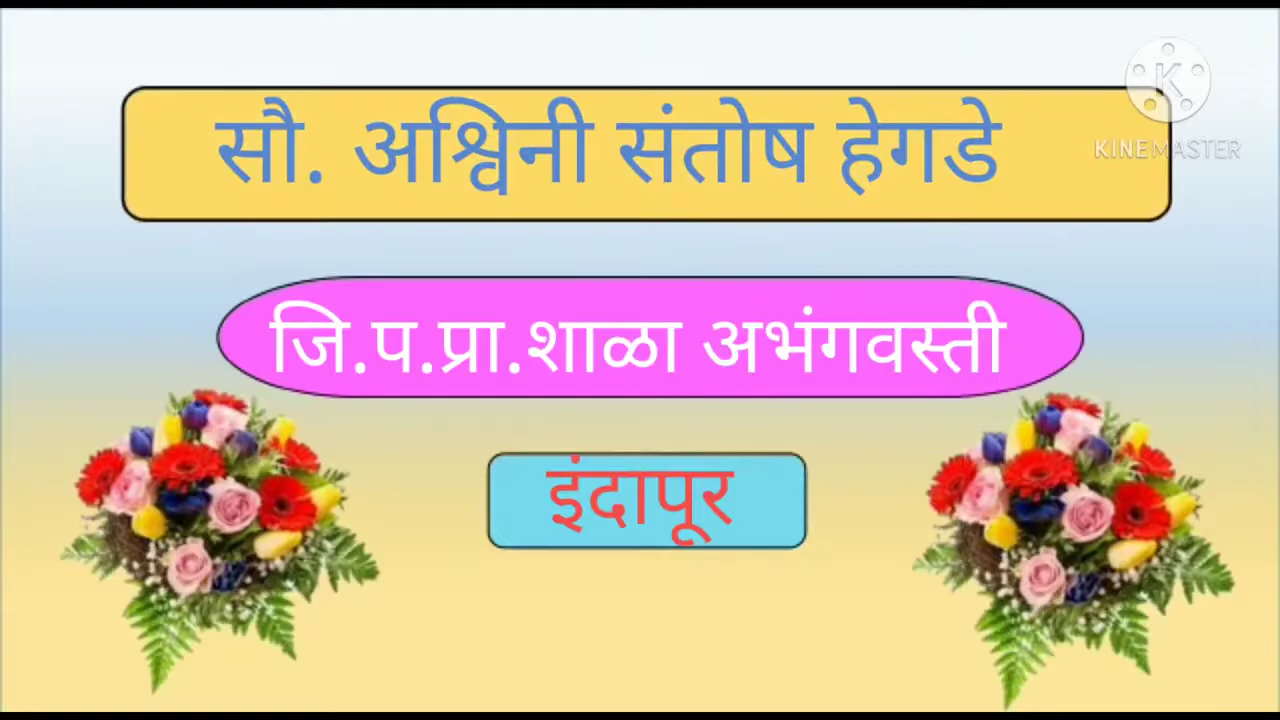 सौ. अश्विनी संतोष हेगडे
KINEMASTER
जि.प.प्रा.शाळा अभंगवस्ती
इंदापूर